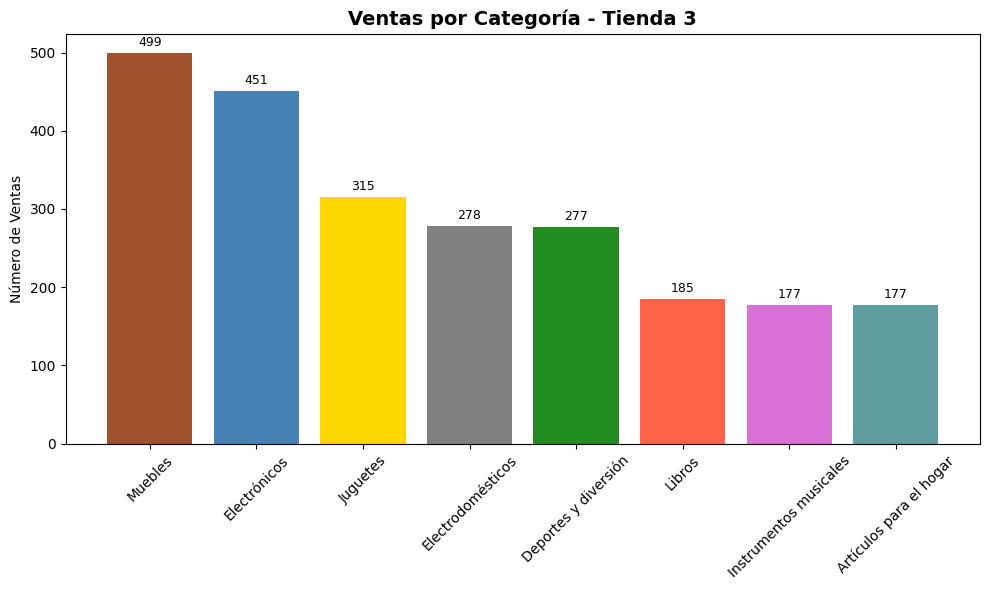 Ventas por Categoría - Tienda 3
Número de Ventas
500
400
300
200
100
0
499
451
315
278
277
185
177
177
Muebles
Electrónicos
Juguetes
Electrodomésticos
Deportes y diversión
Libros
Instrumentos musicales
Artículos para el hogar